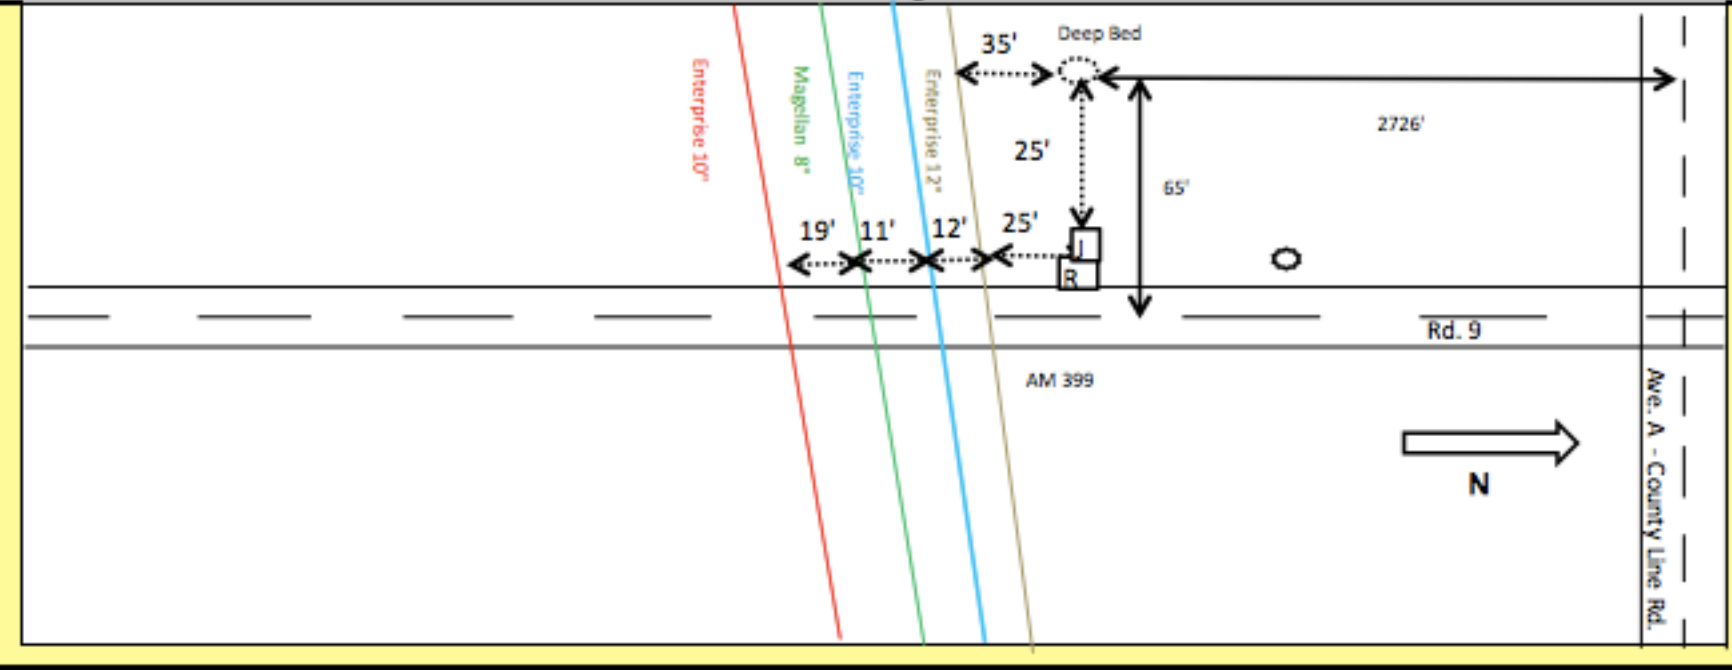 Deep Bed
35'
2726'
Enterprise 10"
Magellan 8"
Enterprise 10"
Enterprise 12"
25'
65'
19'
11'
12'
25'
J
R
Rd. 9
AM 399
Ave. A - County Line Rd.
N